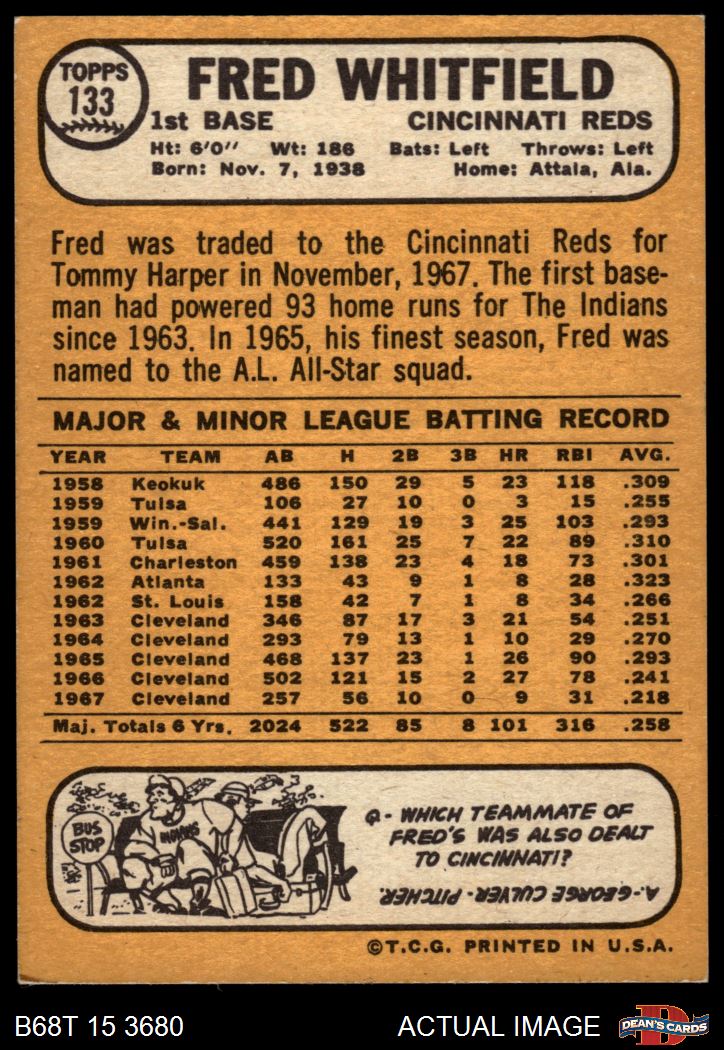 TOPPS
133
FRED WHITFIELD
1st BASE CINCINNATI REDS
Ht: 6'0" Wt: 186 Bats: Left Throws: Left
Born: Nov. 7, 1938 Home: Attala, Ala.
Fred was traded to the Cincinnati Reds for
Tommy Harper in November, 1967. The first base-
man had powered 93 home runs for The Indians
since 1963. In 1965, his finest season, Fred was
named to the A.L. All-Star squad.
MAJOR & MINOR LEAGUE BATTING RECORD
YEAR TEAM AB H 2B 3B HR RBI AVG.
1958 Keokuk 486 150 29 5 23 118 .309
1959 Tulsa 106 27 10 0 3 15 .255
1959 Win.-Sal. 441 129 19 3 25 103 .293
1960 Tulsa 520 161 25 7 22 89 .310
1961 Charleston 459 138 23 4 18 73 .301
1962 Atlanta 133 43 9 1 8 28 .323
1962 St. Louis 158 42 7 1 8 34 .266
1963 Cleveland 346 87 17 3 21 54 .251
1964 Cleveland 293 79 13 1 10 29 .270
1965 Cleveland 468 137 23 1 26 90 .293
1966 Cleveland 502 121 15 2 27 78 .241
1967 Cleveland 257 56 10 0 9 31 .218
Maj. Totals 6 Yrs. 2024 522 85 8 101 316 .258
BUS
STOP
INDIANS
Q - WHICH TEAMMATE OF
FRED'S WAS ALSO DEALT
TO CINCINNATI?
A - GEORGE CULVER - PITCHER.
©T.C.G. PRINTED IN U.S.A.
B68T 15 3680 ACTUAL IMAGE
D
DEAN'S CARDS